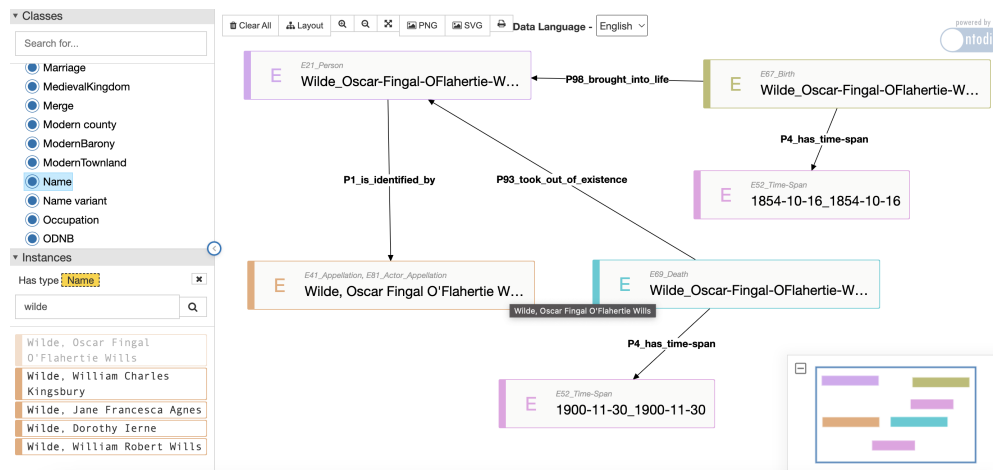 Classes
Search for...
Marriage
MedievalKingdom
Merge
Modern county
ModernBarony
ModernTownland
Name
Name variant
Occupation
ODNB
Instances
Has type Name
wilde
Wilde, Oscar Fingal
O'Flahertie Wills
Wilde, William Charles
Kingsbury
Wilde, Jane Francesca Agnes
Wilde, Dorothy Ierne
Wilde, William Robert Wills
Clear All Layout PNG SVG Data Language - English
powered by
ntodi
E21_Person
E Wilde_Oscar-Fingal-OFlahertie-W...
P98_brought_into_life
E67_Birth
E Wilde_Oscar-Fingal-OFlahertie-W...
P4_has_time-span
P1_is_identified_by
P93_took_out_of_existence
E52_Time-Span
E 1854-10-16_1854-10-16
E41_Appellation, E81_Actor_Appellation
E Wilde, Oscar Fingal O'Flahertie W...
E69_Death
E Wilde_Oscar-Fingal-OFlahertie-W...
Wilde, Oscar Fingal O'Flahertie Wills
P4_has_time-span
E52_Time-Span
E 1900-11-30_1900-11-30